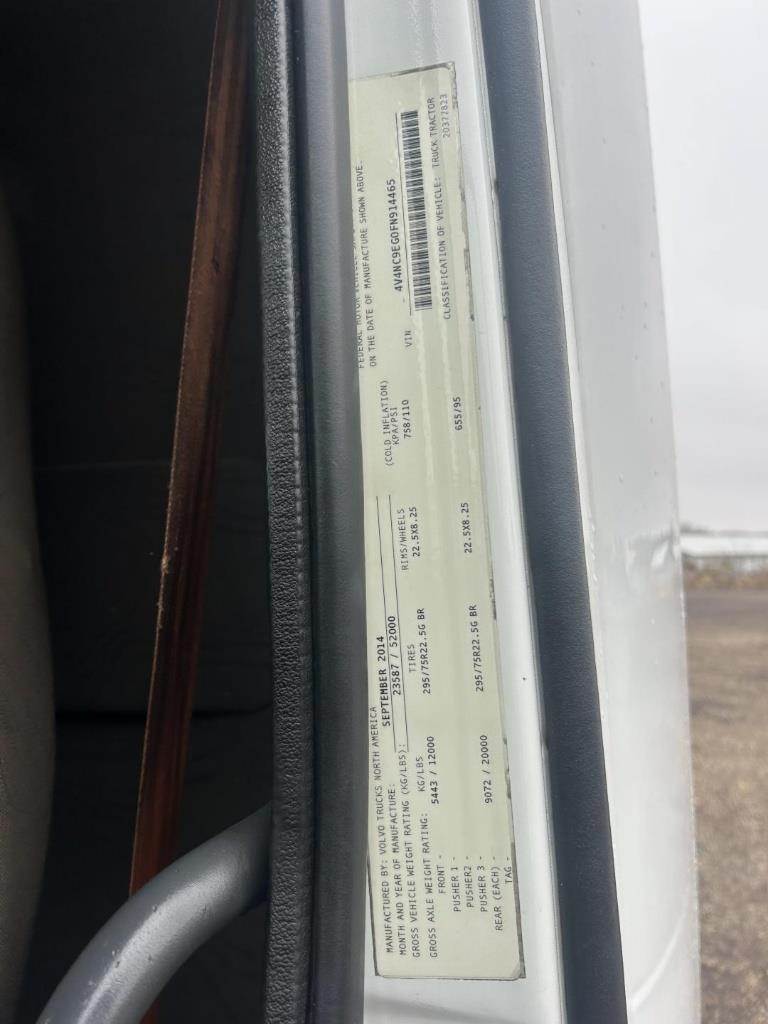 MANUFACTURED BY: VOLVO TRUCKS NORTH AMERICA
MONTH AND YEAR OF MANUFACTURE: SEPTEMBER 2014
GROSS VEHICLE WEIGHT RATING (KG/LBS): 23587 / 52000
GROSS AXLE WEIGHT RATING: KG/LBS TIRES RIMS/WHEELS (COLD INFLATION) KPA/PSI
FRONT - 5443 / 12000 295/75R22.5G BR 22.5X8.25 758/110
PUSHER 1 -
PUSHER2 -
PUSHER 3 -
REAR (EACH) - 9072 / 20000 295/75R22.5G BR 22.5X8.25 655/95
TAG -
FEDERAL MOTOR VEHICLE
ON THE DATE OF MANUFACTURE SHOWN ABOVE.
VIN - 4V4NC9EG0FN914465
CLASSIFICATION OF VEHICLE: TRUCK TRACTOR
20377823